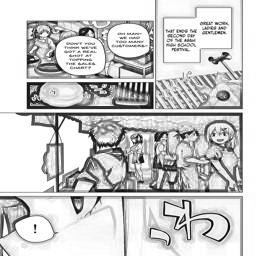 GREAT WORK,
LADIES AND
GENTLEMEN.
THAT ENDS THE
SECOND DAY
OF THE
HIGH SCHOOL
FESTIVAL.
OH MAN-
WE HAD
TOO MANY
CUSTOMERS~
DON'T YOU
THINK WE'VE
GOT A
REAL SHOT AT
TOPPING
THE SALES
CHART?
!
わっ